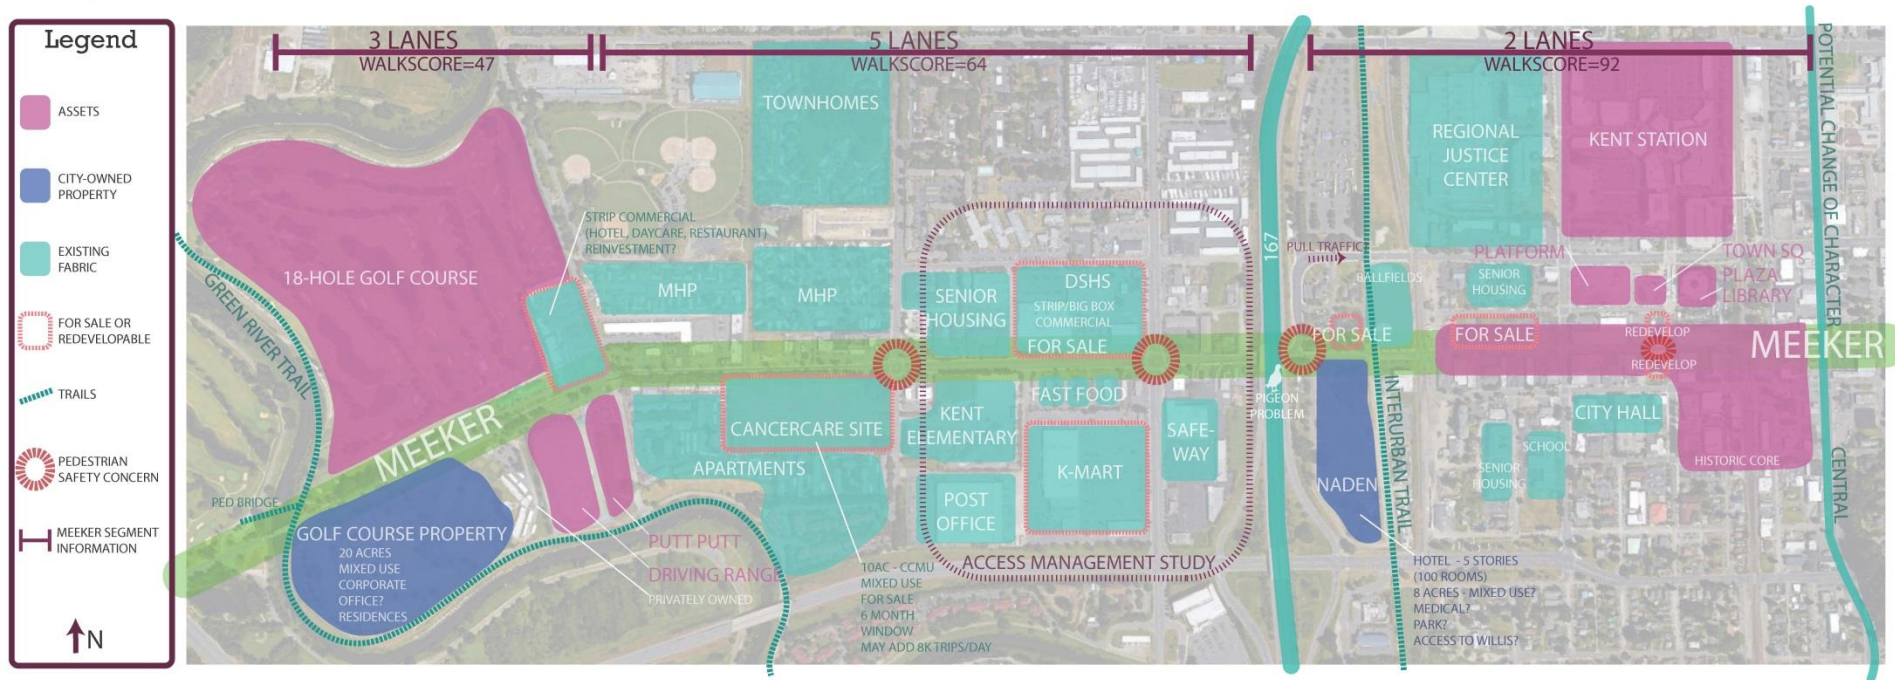 Legend
ASSETS
CITY-OWNED
PROPERTY
EXISTING
FABRIC
FOR SALE OR
REDEVELOPABLE
TRAILS
PEDESTRIAN
SAFETY CONCERN
MEEKER SEGMENT
INFORMATION
N
3 LANES
WALKSCORE=47
5 LANES
WALKSCORE=64
2 LANES
WALKSCORE=92
POTENTIAL CHANGE OF CHARACTER
TOWNHOMES
REGIONAL
JUSTICE
CENTER
KENT STATION
STRIP COMMERCIAL
(HOTEL, DAYCARE, RESTAURANT)
REINVESTMENT?
18-HOLE GOLF COURSE
GREEN RIVER TRAIL
MHP
MHP
SENIOR
HOUSING
DSHS
STRIP/BIG BOX
COMMERCIAL
FOR SALE
167
PULL TRAFFIC
BALLFIELDS
PLATFORM
SENIOR
HOUSING
TOWN SQ
PLAZA
LIBRARY
FOR SALE
FOR SALE
REDEVELOP
REDEVELOP
MEEKER
MEEKER
CANCERCARE SITE
APARTMENTS
KENT
ELEMENTARY
FAST FOOD
K-MART
SAFE-
WAY
POST
OFFICE
PIGEON
PROBLEM
NADEN
INTERURBAN TRAIL
CITY HALL
SCHOOL
SENIOR
HOUSING
HISTORIC CORE
CENTRAL
PED BRIDGE
GOLF COURSE PROPERTY
20 ACRES
MIXED USE
CORPORATE
OFFICE?
RESIDENCES
PUTT PUTT
DRIVING RANGE
PRIVATELY OWNED
ACCESS MANAGEMENT STUDY
10AC - CCMU
MIXED USE
FOR SALE
6 MONTH
WINDOW
MAY ADD 8K TRIPS/DAY
HOTEL - 5 STORIES
(100 ROOMS)
8 ACRES - MIXED USE?
MEDICAL?
PARK?
ACCESS TO WILLIS?